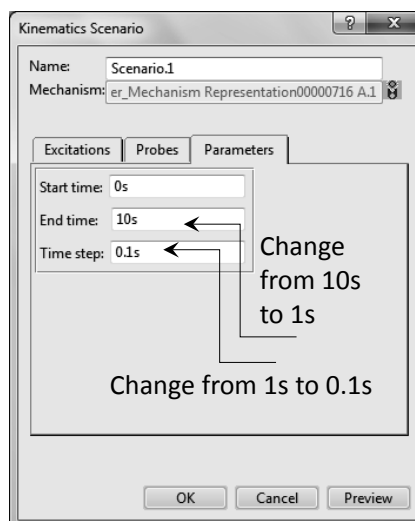 Kinematics Scenario
Name: Scenario.1
Mechanism: er_Mechanism Representation00000716 A.1
Excitations Probes Parameters
Start time: 0s
End time: 10s
Time step: 0.1s
Change
from 10s
to 1s
Change from 1s to 0.1s
OK Cancel Preview